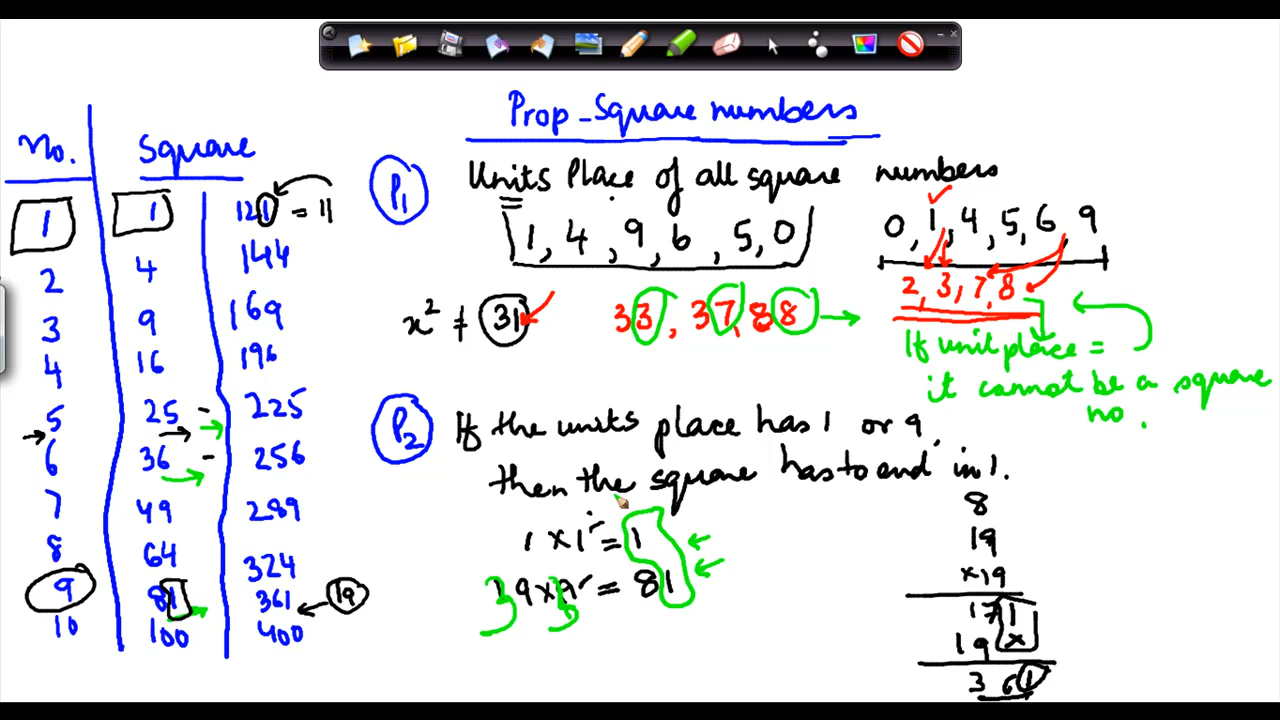 Prop-Square numbers
No. Square
1 1 121 = 11
2 4 144
3 9 169
4 16 196
5 25 225
6 36 256
7 49 289
8 64 324
9 81 361 19
10 100 400
P1 Units Place of all square numbers
1, 4, 9, 6, 5, 0
0, 1, 4, 5, 6, 9
2, 3, 7, 8
x² ≠ 31 33, 37, 88
If unit place =
it cannot be a square
no.
P2 If the units place has 1 or 9,
then the square has to end in 1.
1 × 1 = 1
9 × 9 = 81
8
19
×19
171
19×
361